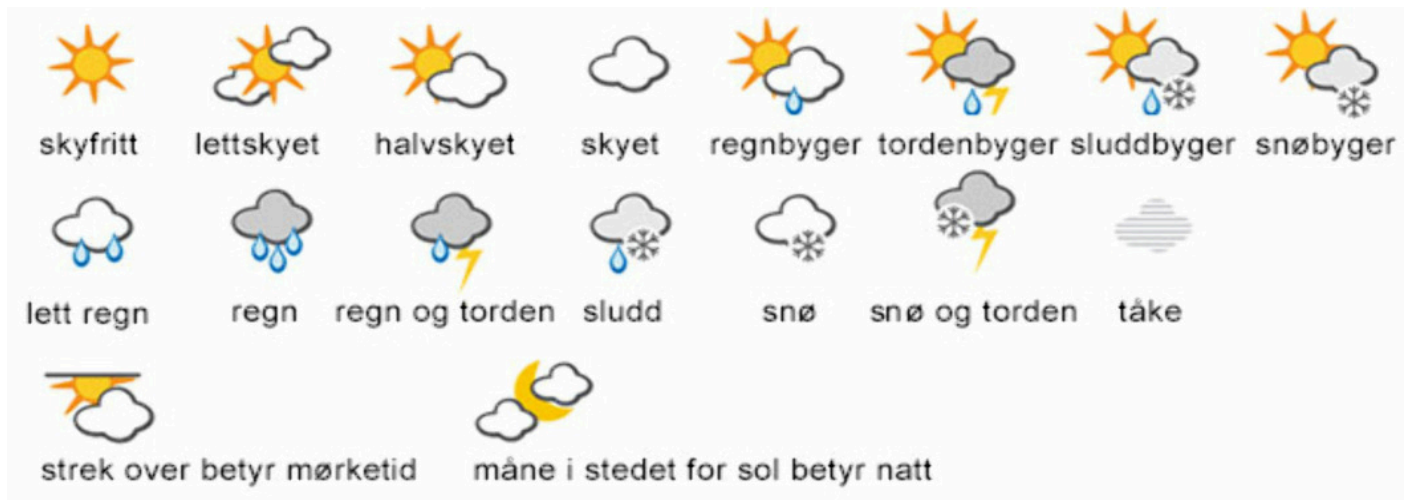 skyfritt lettskyet halvskyet skyet regnbyger tordenbyger sluddbyger snøbyger
lett regn regn regn og torden sludd snø snø og torden tåke
strek over betyr mørketid måne i stedet for sol betyr natt